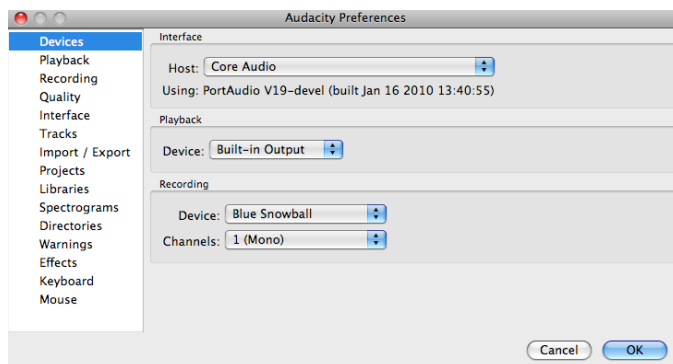 Audacity Preferences
Devices
Playback
Recording
Quality
Interface
Tracks
Import / Export
Projects
Libraries
Spectrograms
Directories
Warnings
Effects
Keyboard
Mouse
Interface
Host: Core Audio
Using: PortAudio V19-devel (built Jan 16 2010 13:40:55)
Playback
Device: Built-in Output
Recording
Device: Blue Snowball
Channels: 1 (Mono)
Cancel OK